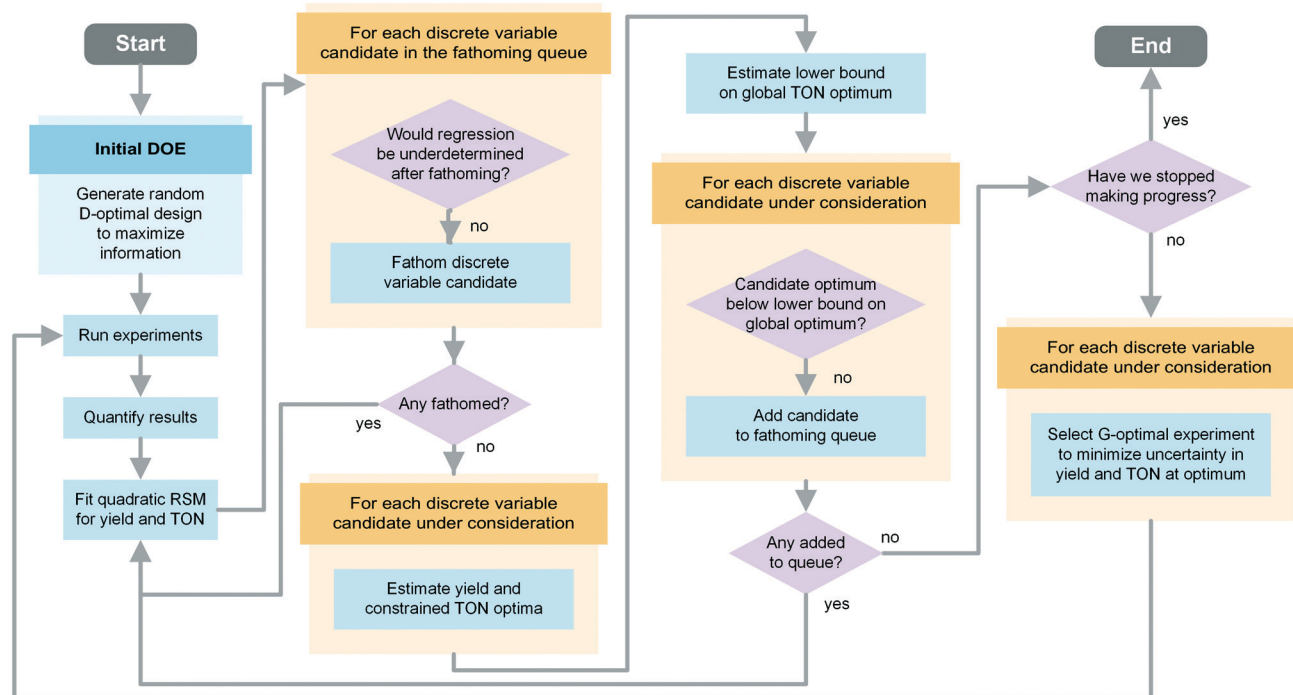 Start
Initial DOE
Generate random
D-optimal design
to maximize
information
Run experiments
Quantify results
Fit quadratic RSM
for yield and TON
For each discrete variable
candidate in the fathoming queue
Would regression
be underdetermined
after fathoming?
no
Fathom discrete
variable candidate
Any fathomed?
yes
no
For each discrete variable
candidate under consideration
Estimate yield and
constrained TON optima
Estimate lower bound
on global TON optimum
For each discrete variable
candidate under consideration
Candidate optimum
below lower bound on
global optimum?
no
Add candidate
to fathoming queue
Any added
to queue?
no
yes
End
yes
Have we stopped
making progress?
no
For each discrete variable
candidate under consideration
Select G-optimal experiment
to minimize uncertainty in
yield and TON at optimum